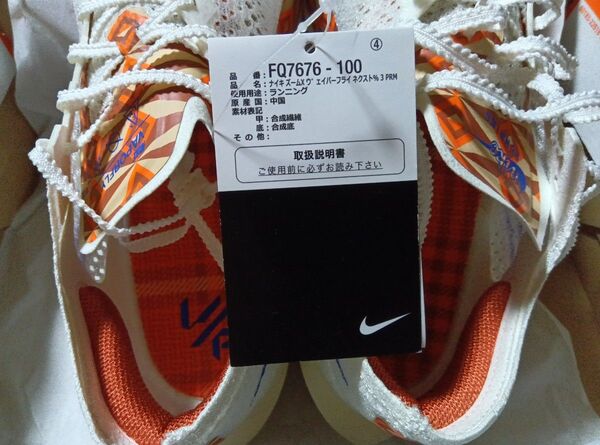 ④
品 番: FQ7676 - 100
品 名: ナイキ ズームX ヴ゛ェイパーフライ ネクスト% 3 PRM
使用用途: ランニング
原 産 国: 中国
素材表記
甲: 合成繊維
底: 合成底
そ の 他:
取扱説明書
ご使用前に必ずお読み下さい
VAPORFLY